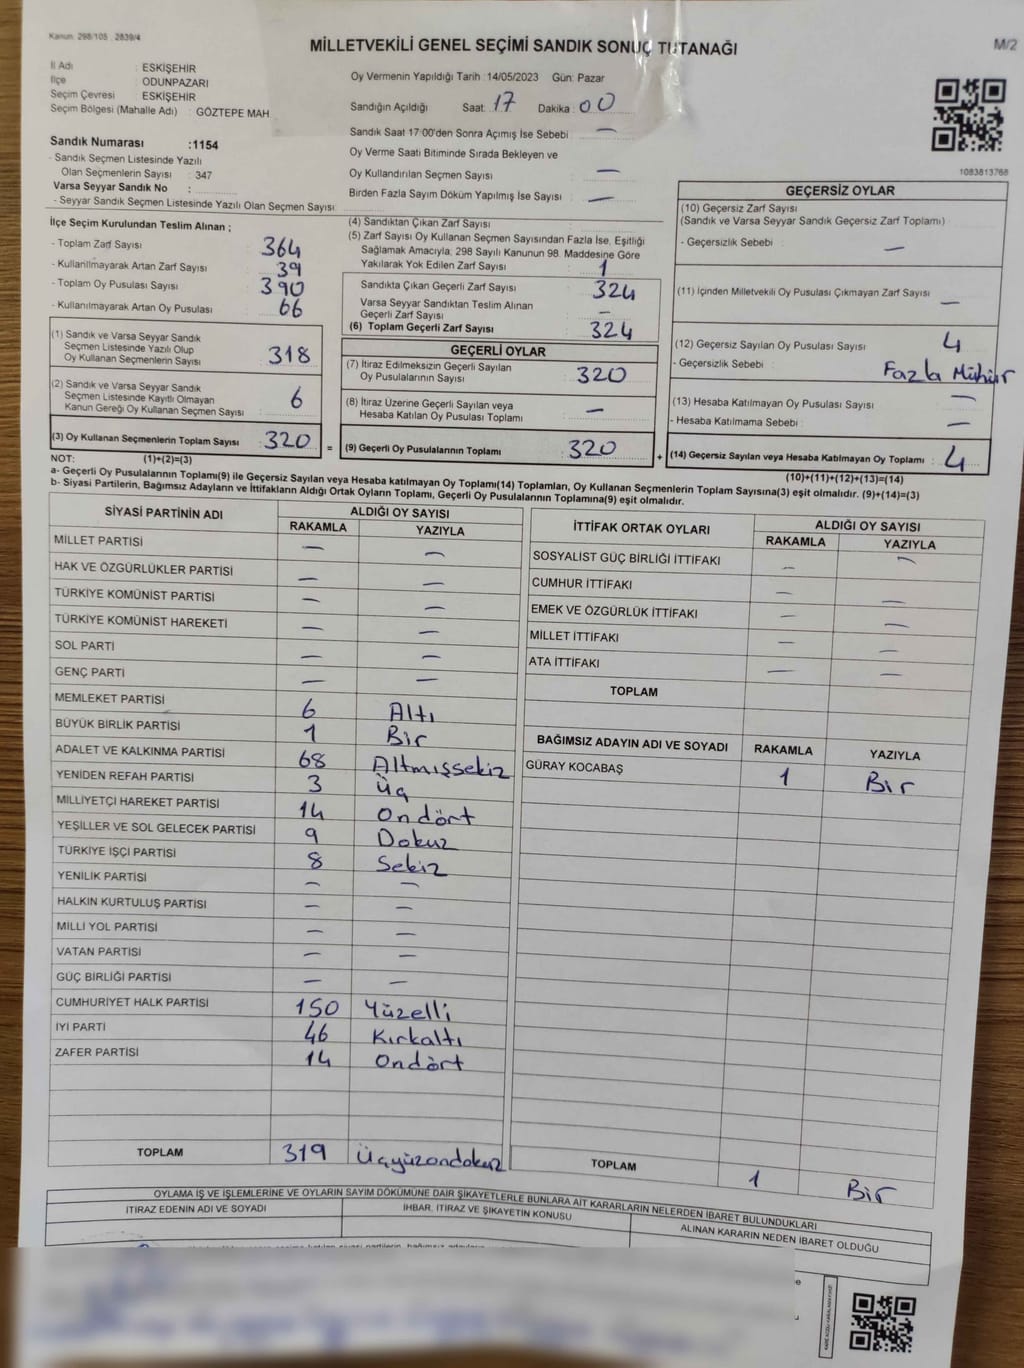 Kanun: 298/105 , 2839/4
MİLLETVEKİLİ GENEL SEÇİMİ SANDIK SONUÇ TUTANAĞI
M/2
İl Adı : ESKİŞEHİR
İlçe : ODUNPAZARI
Seçim Çevresi : ESKİŞEHİR
Seçim Bölgesi (Mahalle Adı) : GÖZTEPE MAH
Oy Vermenin Yapıldığı Tarih : 14/05/2023 Gün: Pazar
Sandığın Açıldığı Saat: 17 Dakika 00
Sandık Saat 17:00'den Sonra Açımış İse Sebebi —
Oy Verme Saati Bitiminde Sırada Bekleyen ve
Oy Kullandırılan Seçmen Sayısı —
Birden Fazla Sayım Döküm Yapılmış İse Sayısı —
1083813768
Sandık Numarası :1154
- Sandık Seçmen Listesinde Yazılı
Olan Seçmenlerin Sayısı : 347
Varsa Seyyar Sandık No :
- Seyyar Sandık Seçmen Listesinde Yazılı Olan Seçmen Sayısı:
İlçe Seçim Kurulundan Teslim Alınan ;
- Toplam Zarf Sayısı : 364
- Kullanılmayarak Artan Zarf Sayısı : 39
- Toplam Oy Pusulası Sayısı : 390
- Kullanılmayarak Artan Oy Pusulası : 66
(1) Sandık ve Varsa Seyyar Sandık
Seçmen Listesinde Yazılı Olup
Oy Kullanan Seçmenlerin Sayısı : 318
(2) Sandık ve Varsa Seyyar Sandık
Seçmen Listesinde Kayıtlı Olmayan
Kanun Gereği Oy Kullanan Seçmen Sayısı : 6
(3) Oy Kullanan Seçmenlerin Toplam Sayısı : 320 =
(4) Sandıktan Çıkan Zarf Sayısı :
(5) Zarf Sayısı Oy Kullanan Seçmen Sayısından Fazla İse, Eşitliği
Sağlamak Amacıyla, 298 Sayılı Kanunun 98. Maddesine Göre
Yakılarak Yok Edilen Zarf Sayısı : 1
Sandıkta Çıkan Geçerli Zarf Sayısı : 324
Varsa Seyyar Sandıktan Teslim Alınan
Geçerli Zarf Sayısı : —
(6) Toplam Geçerli Zarf Sayısı : 324
GEÇERLİ OYLAR
(7) İtiraz Edilmeksizin Geçerli Sayılan
Oy Pusulalarının Sayısı : 320
(8) İtiraz Üzerine Geçerli Sayılan veya
Hesaba Katılan Oy Pusulası Toplamı : —
(9) Geçerli Oy Pusulalarının Toplamı : 320 +
GEÇERSİZ OYLAR
(10) Geçersiz Zarf Sayısı
(Sandık ve Varsa Seyyar Sandık Geçersiz Zarf Toplamı) :
- Geçersizlik Sebebi : —
(11) İçinden Milletvekili Oy Pusulası Çıkmayan Zarf Sayısı : —
(12) Geçersiz Sayılan Oy Pusulası Sayısı : 4
- Geçersizlik Sebebi : Fazla Mühür
(13) Hesaba Katılmayan Oy Pusulası Sayısı : —
- Hesaba Katılmama Sebebi : —
(14) Geçersiz Sayılan veya Hesaba Katılmayan Oy Toplamı : 4
NOT: (1)+(2)=(3) (10)+(11)+(12)+(13)=(14)
a- Geçerli Oy Pusulalarının Toplamı(9) ile Geçersiz Sayılan veya Hesaba katılmayan Oy Toplamı(14) Toplamları, Oy Kullanan Seçmenlerin Toplam Sayısına(3) eşit olmalıdır. (9)+(14)=(3)
b- Siyasi Partilerin, Bağımsız Adayların ve İttifakların Aldığı Ortak Oyların Toplamı, Geçerli Oy Pusulalarının Toplamına(9) eşit olmalıdır.
SİYASİ PARTİNİN ADI ALDIĞI OY SAYISI
RAKAMLA YAZIYLA
MİLLET PARTİSİ — —
HAK VE ÖZGÜRLÜKLER PARTİSİ — —
TÜRKİYE KOMÜNİST PARTİSİ — —
TÜRKİYE KOMÜNİST HAREKETİ — —
SOL PARTİ — —
GENÇ PARTİ — —
MEMLEKET PARTİSİ 6 Altı
BÜYÜK BİRLİK PARTİSİ 1 Bir
ADALET VE KALKINMA PARTİSİ 68 Altmışsekiz
YENİDEN REFAH PARTİSİ 3 Üç
MİLLİYETÇİ HAREKET PARTİSİ 14 Ondört
YEŞİLLER VE SOL GELECEK PARTİSİ 9 Dokuz
TÜRKİYE İŞÇİ PARTİSİ 8 Sekiz
YENİLİK PARTİSİ — —
HALKIN KURTULUŞ PARTİSİ — —
MİLLİ YOL PARTİSİ — —
VATAN PARTİSİ — —
GÜÇ BİRLİĞİ PARTİSİ — —
CUMHURİYET HALK PARTİSİ 150 Yüzelli
İYİ PARTİ 46 Kırkaltı
ZAFER PARTİSİ 14 Ondört
TOPLAM 319 Üçyüzondokuz
İTTİFAK ORTAK OYLARI ALDIĞI OY SAYISI
RAKAMLA YAZIYLA
SOSYALİST GÜÇ BİRLİĞİ İTTİFAKI — —
CUMHUR İTTİFAKI — —
EMEK VE ÖZGÜRLÜK İTTİFAKI — —
MİLLET İTTİFAKI — —
ATA İTTİFAKI — —
TOPLAM
BAĞIMSIZ ADAYIN ADI VE SOYADI RAKAMLA YAZIYLA
GÜRAY KOCABAŞ 1 Bir
TOPLAM 1 Bir
OYLAMA İŞ VE İŞLEMLERİNE VE OYLARIN SAYIM DÖKÜMÜNE DAİR ŞİKAYETLERLE BUNLARA AİT KARARLARIN NELERDEN İBARET BULUNDUKLARI
İTİRAZ EDENİN ADI VE SOYADI
İHBAR, İTİRAZ VE ŞİKAYETİN KONUSU
ALINAN KARARIN NEDEN İBARET OLDUĞU